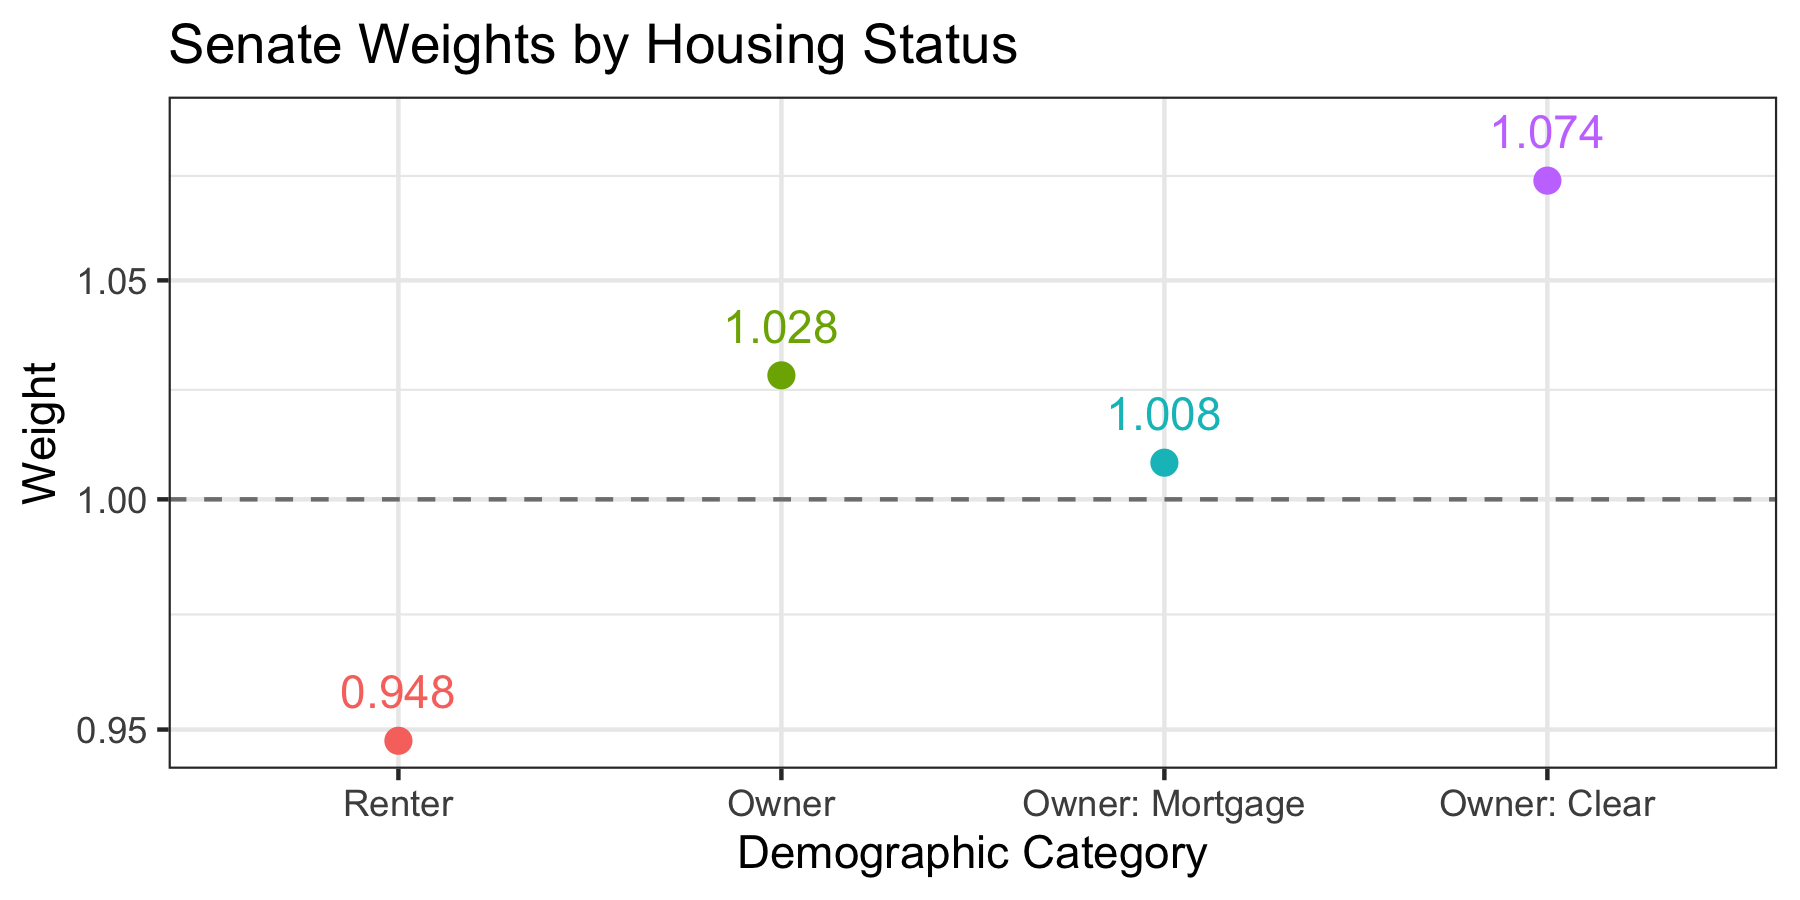 Senate Weights by Housing Status
1.074
1.05
1.028
1.008
Weight
1.00
0.948
0.95
Renter Owner Owner: Mortgage Owner: Clear
Demographic Category